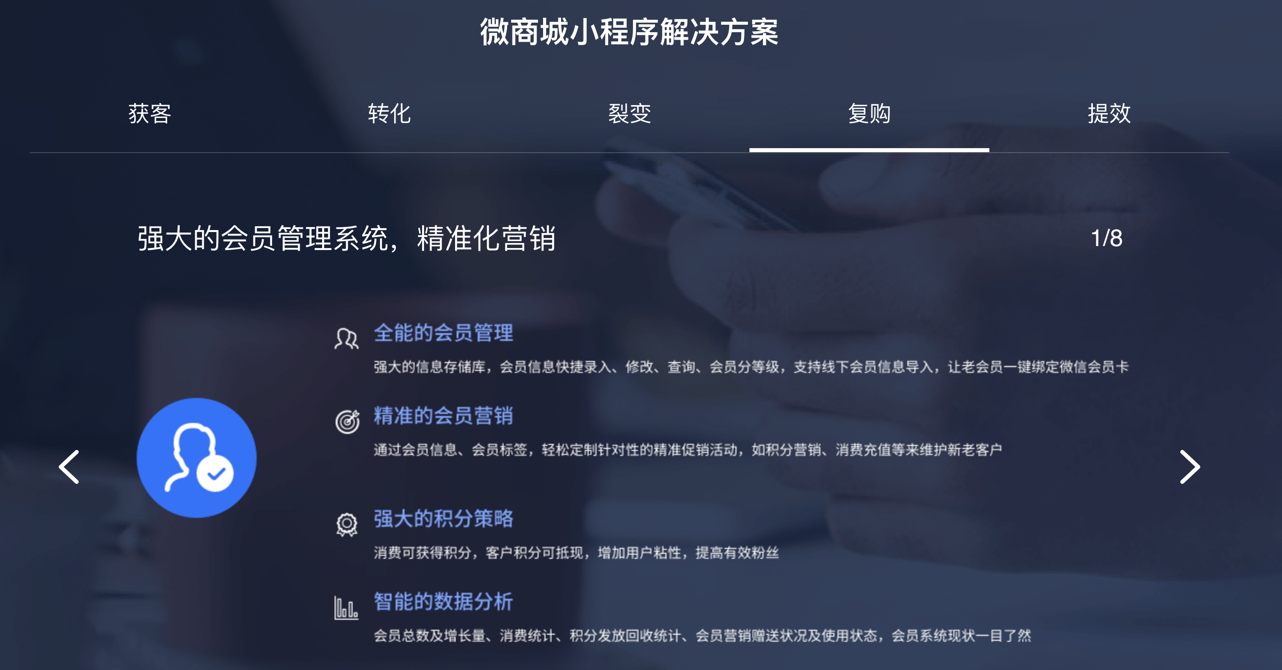 微商城小程序解决方案
获客 转化 裂变 复购 提效
强大的会员管理系统，精准化营销 1/8
全能的会员管理
强大的信息存储库，会员信息快捷录入、修改、查询、会员分等级，支持线下会员信息导入，让老会员一键绑定微信会员卡
精准的会员营销
通过会员信息、会员标签，轻松定制针对性的精准促销活动，如积分营销、消费充值等来维护新老客户
强大的积分策略
消费可获得积分，客户积分可抵现，增加用户粘性，提高有效粉丝
智能的数据分析
会员总数及增长量、消费统计、积分发放回收统计、会员营销赠送状况及使用状态，会员系统现状一目了然